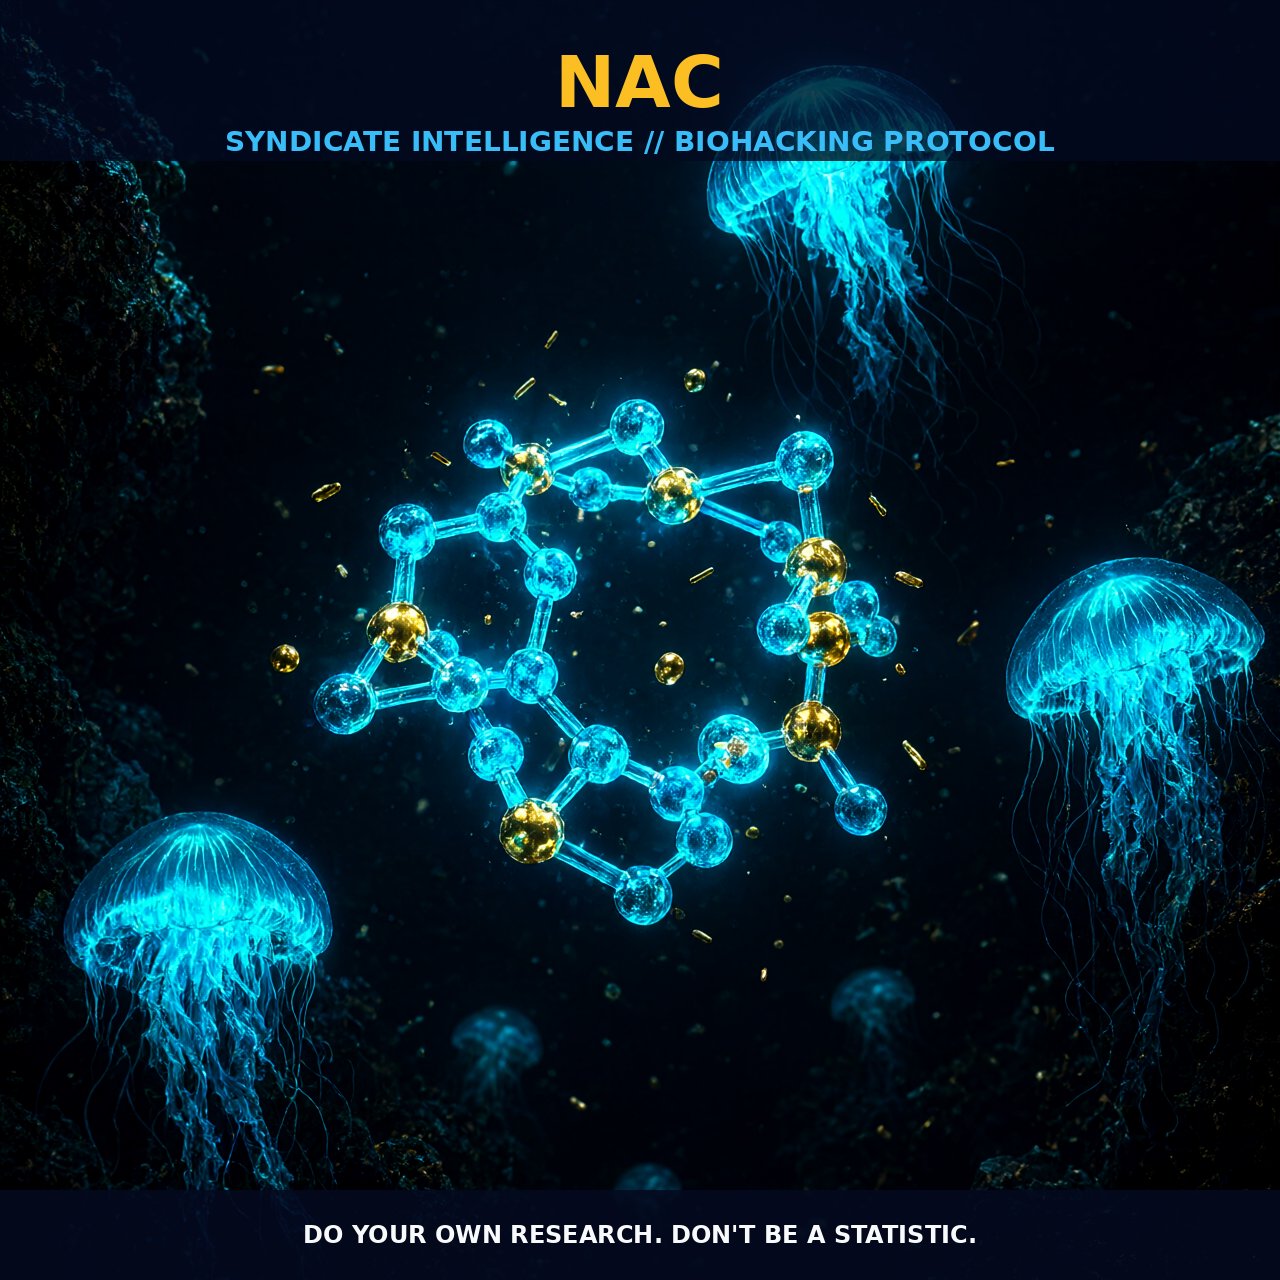 NAC
SYNDICATE INTELLIGENCE // BIOHACKING PROTOCOL
DO YOUR OWN RESEARCH. DON'T BE A STATISTIC.